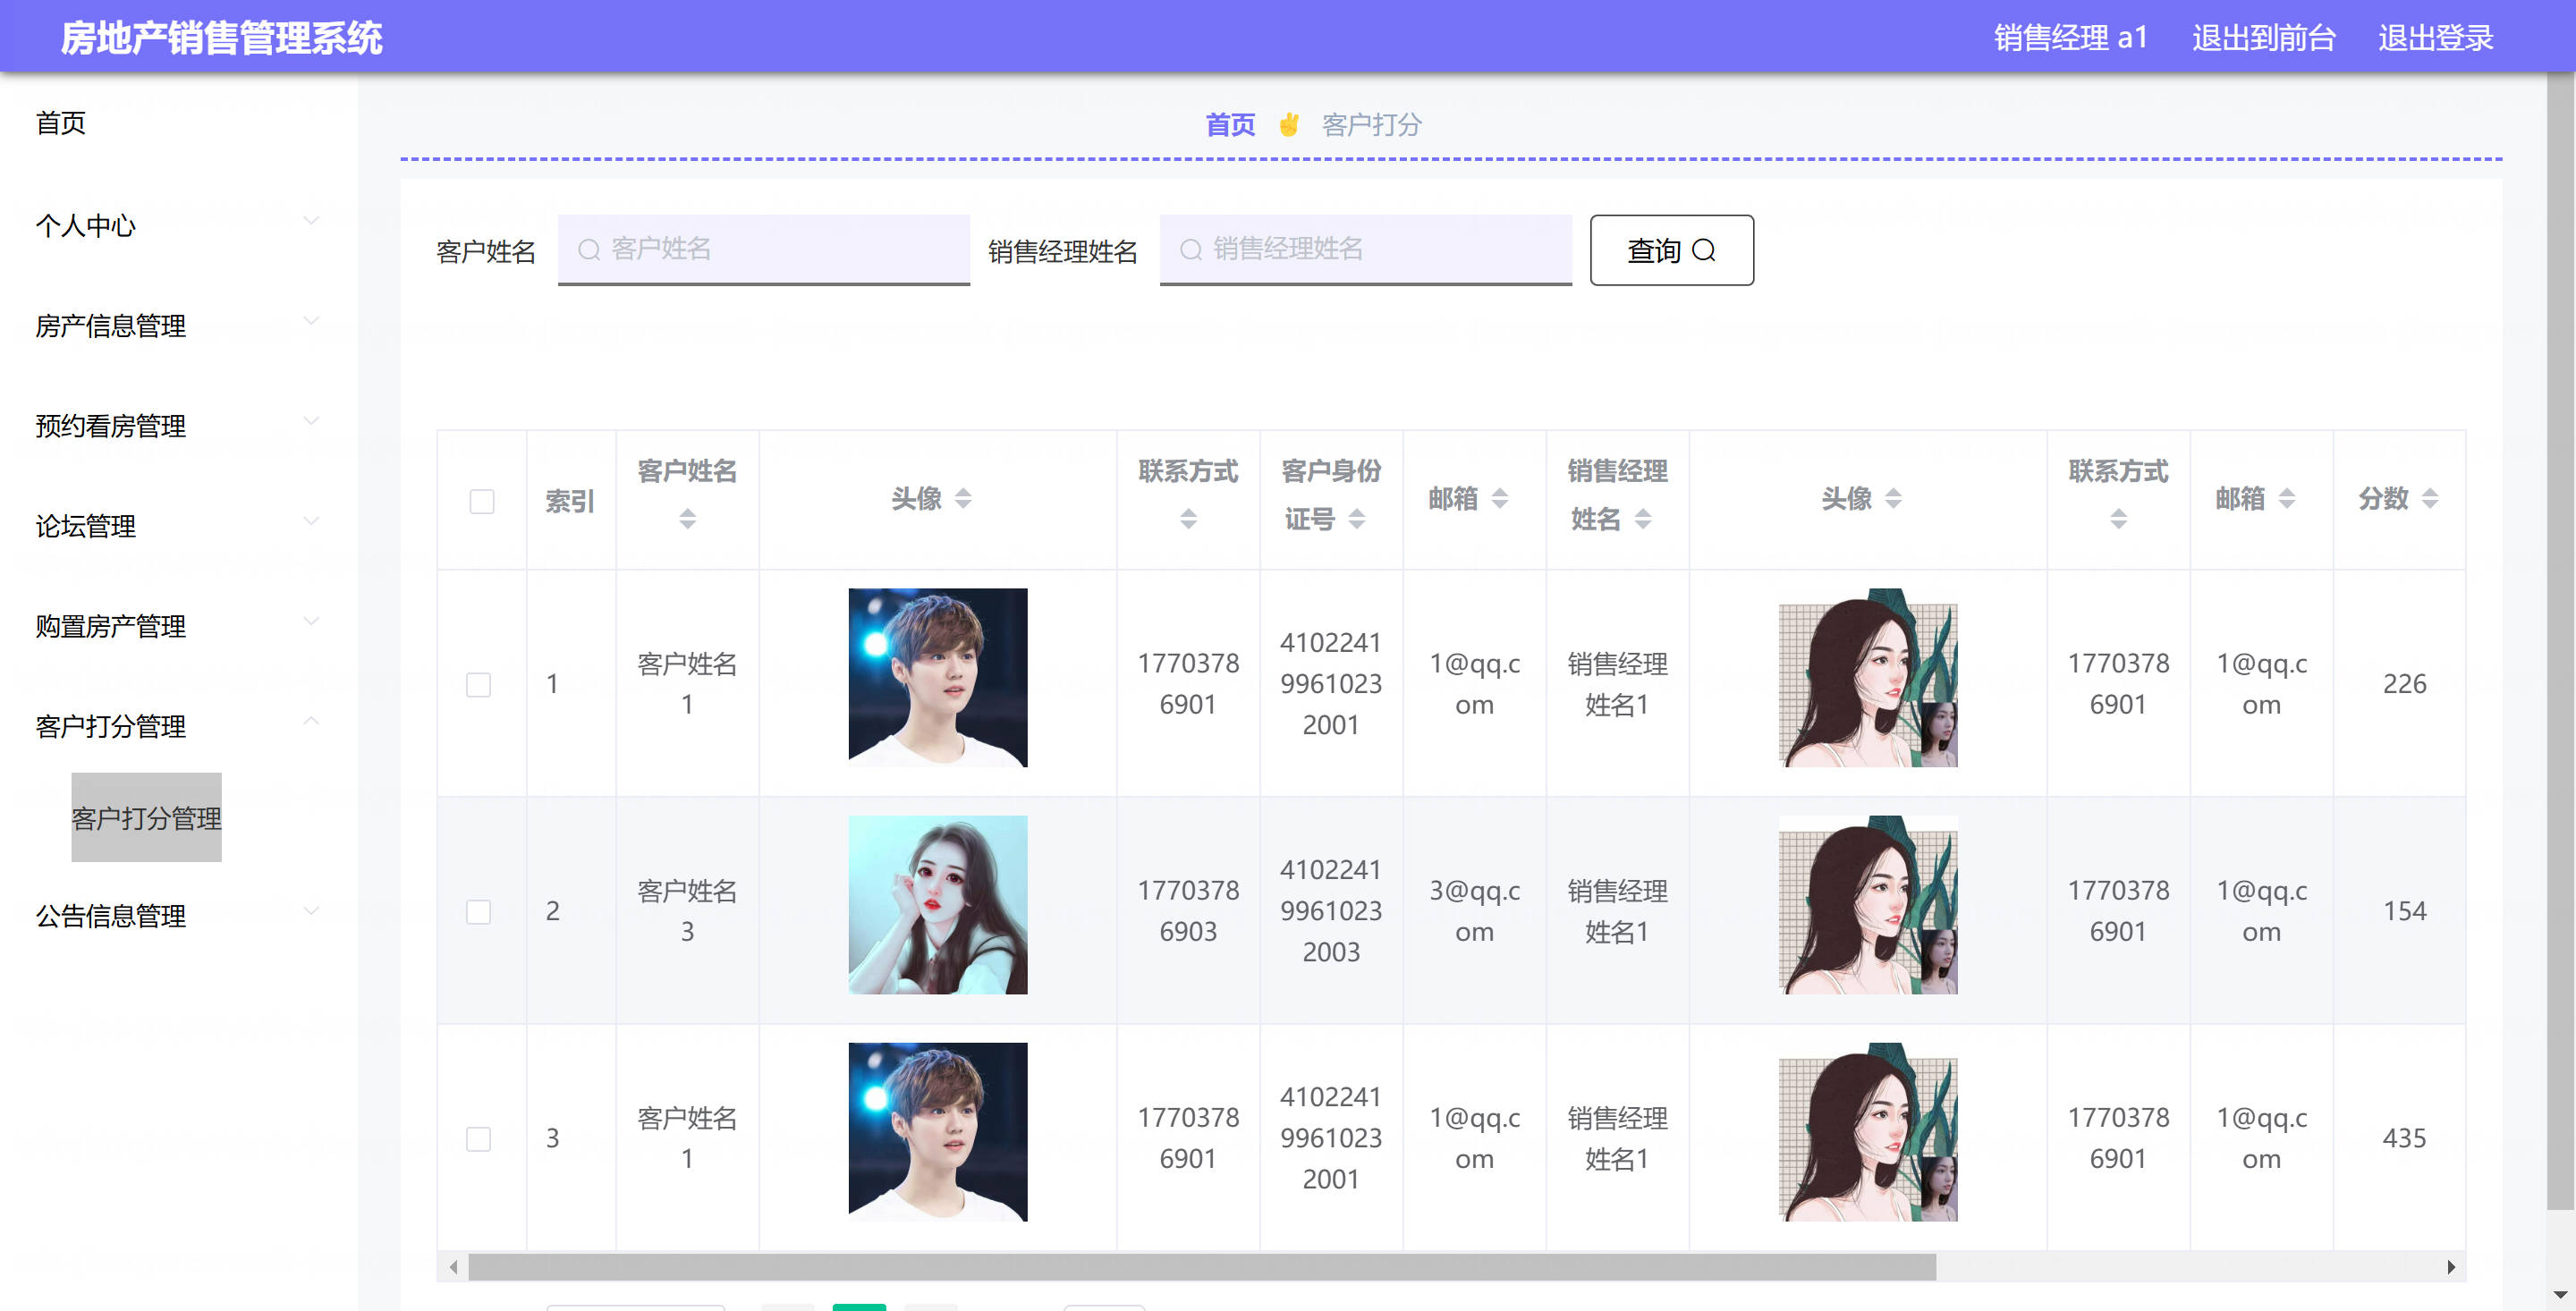 房地产销售管理系统
销售经理 a1 退出到前台 退出登录
首页
个人中心
房产信息管理
预约看房管理
论坛管理
购置房产管理
客户打分管理
客户打分管理
公告信息管理
首页 客户打分
客户姓名 客户姓名 销售经理姓名 销售经理姓名 查询
索引 客户姓名 头像 联系方式 客户身份证号 邮箱 销售经理姓名 头像 联系方式 邮箱 分数
1 客户姓名1 17703786901 410224199610232001 1@qq.com 销售经理姓名1 17703786901 1@qq.com 226
2 客户姓名3 17703786903 410224199610232003 3@qq.com 销售经理姓名1 17703786901 1@qq.com 154
3 客户姓名1 17703786901 410224199610232001 1@qq.com 销售经理姓名1 17703786901 1@qq.com 435